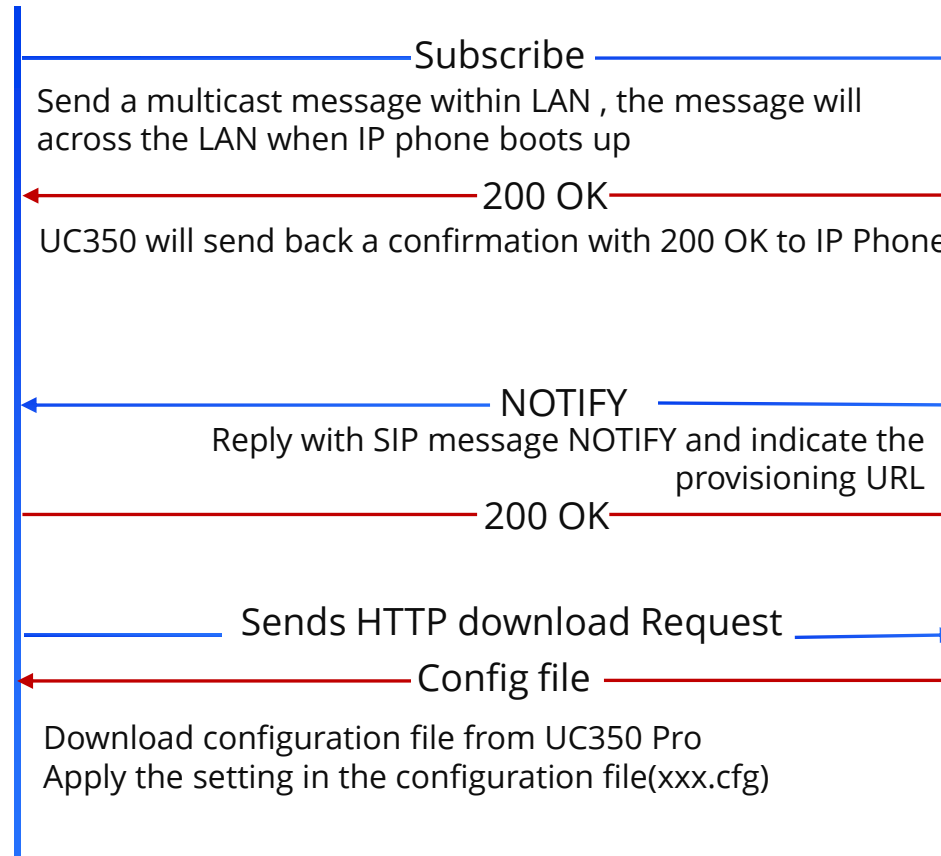 Subscribe
Send a multicast message within LAN , the message will
across the LAN when IP phone boots up
200 OK
UC350 will send back a confirmation with 200 OK to IP Phone
NOTIFY
Reply with SIP message NOTIFY and indicate the
provisioning URL
200 OK
Sends HTTP download Request
Config file
Download configuration file from UC350 Pro
Apply the setting in the configuration file(xxx.cfg)